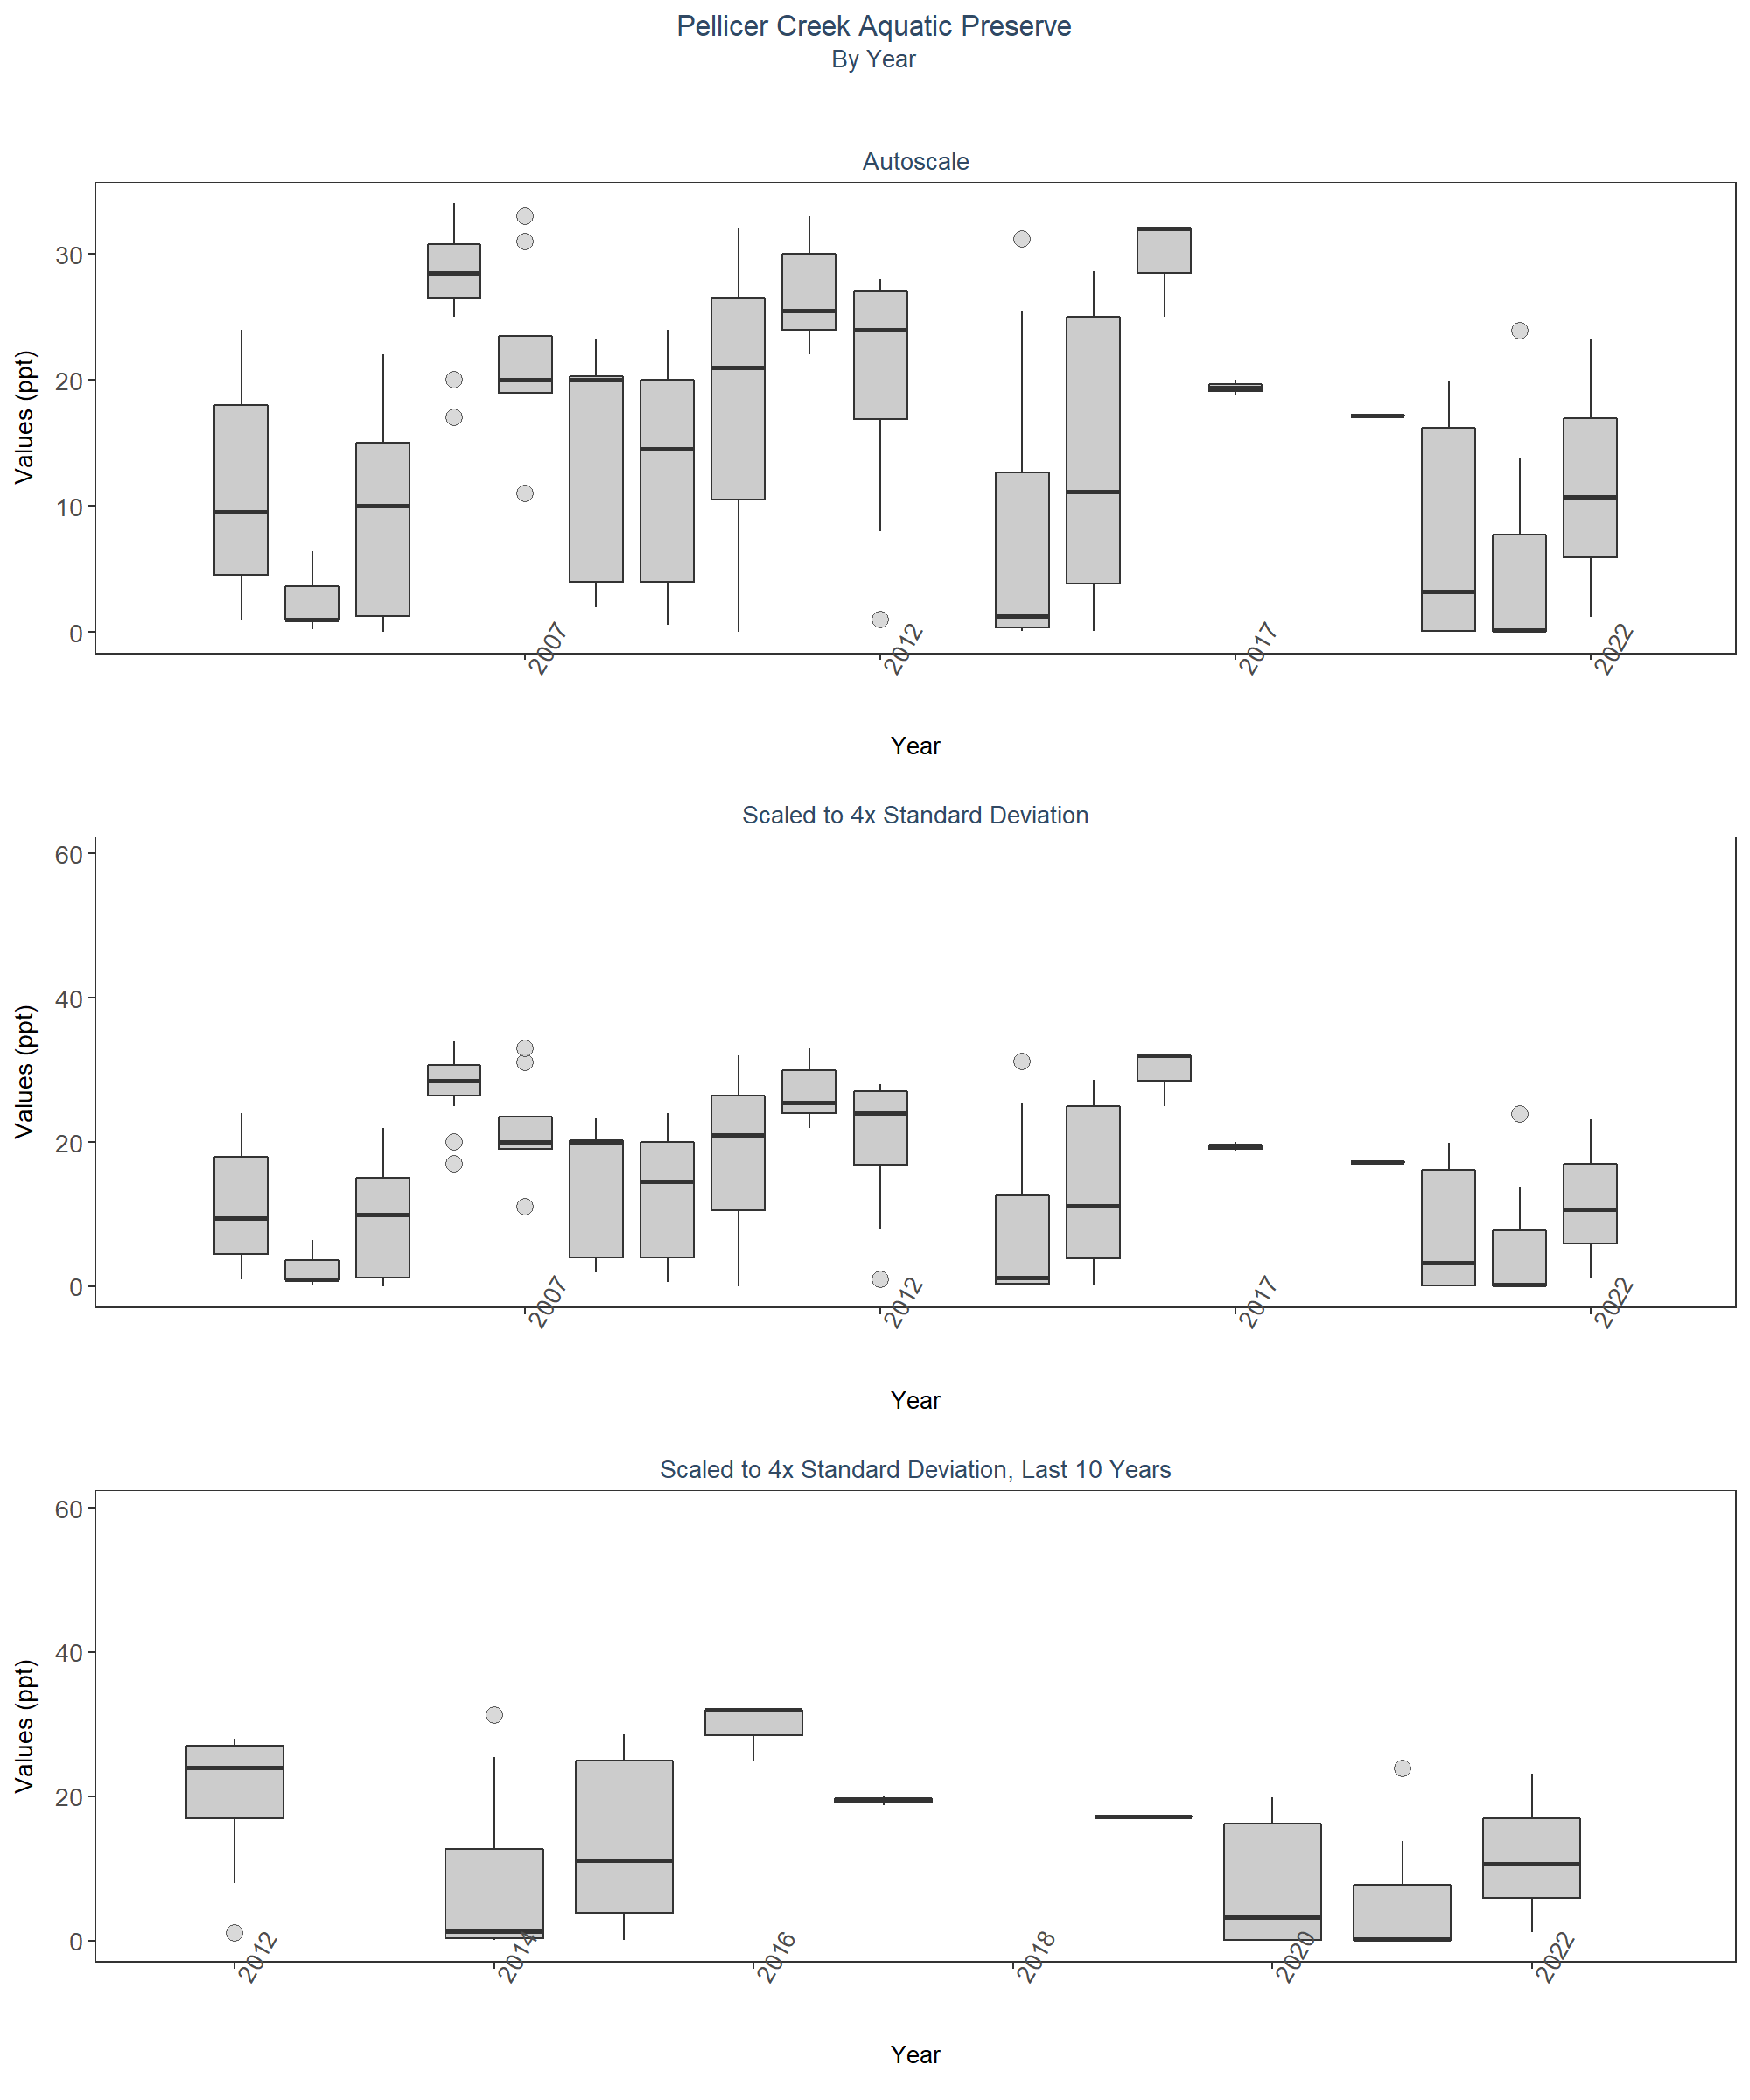 Pellicer Creek Aquatic Preserve
By Year
Autoscale
Values (ppt)
30
20
10
0
2007 2012 2017 2022
Year
Scaled to 4x Standard Deviation
Values (ppt)
60
40
20
0
2007 2012 2017 2022
Year
Scaled to 4x Standard Deviation, Last 10 Years
Values (ppt)
60
40
20
0
2012 2014 2016 2018 2020 2022
Year